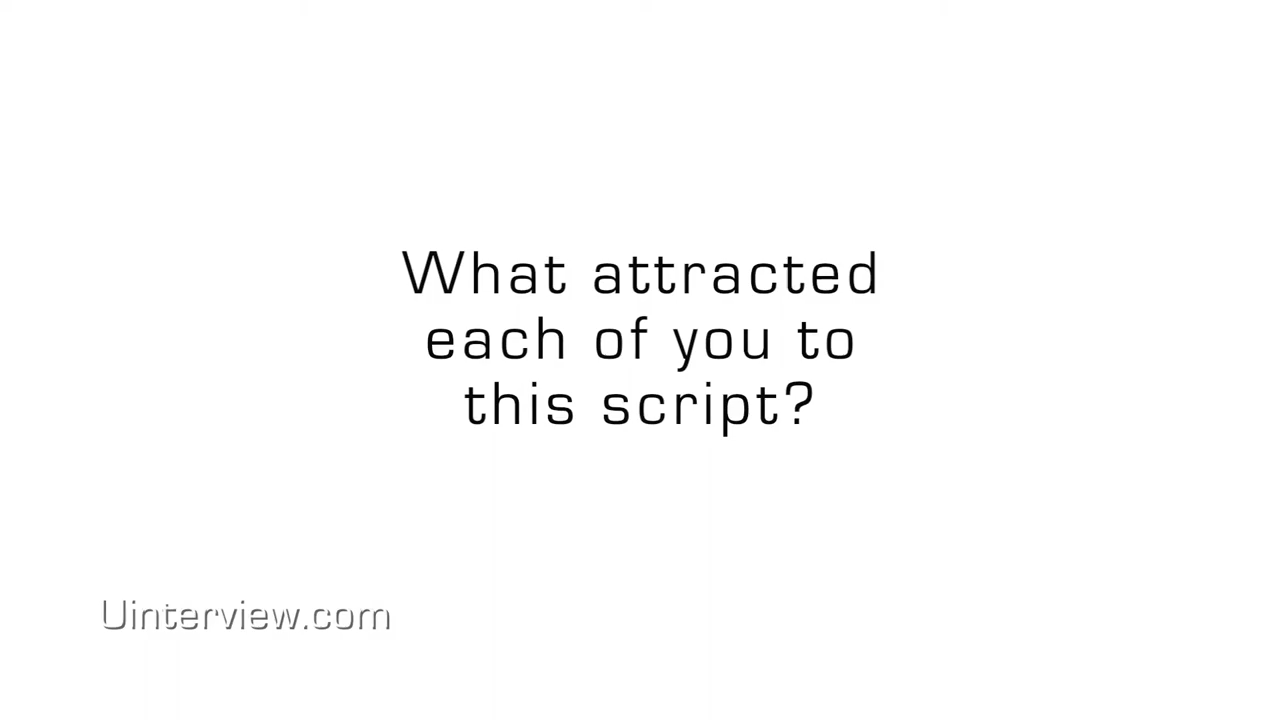 What attracted
each of you to
this script?
Uinterview.com